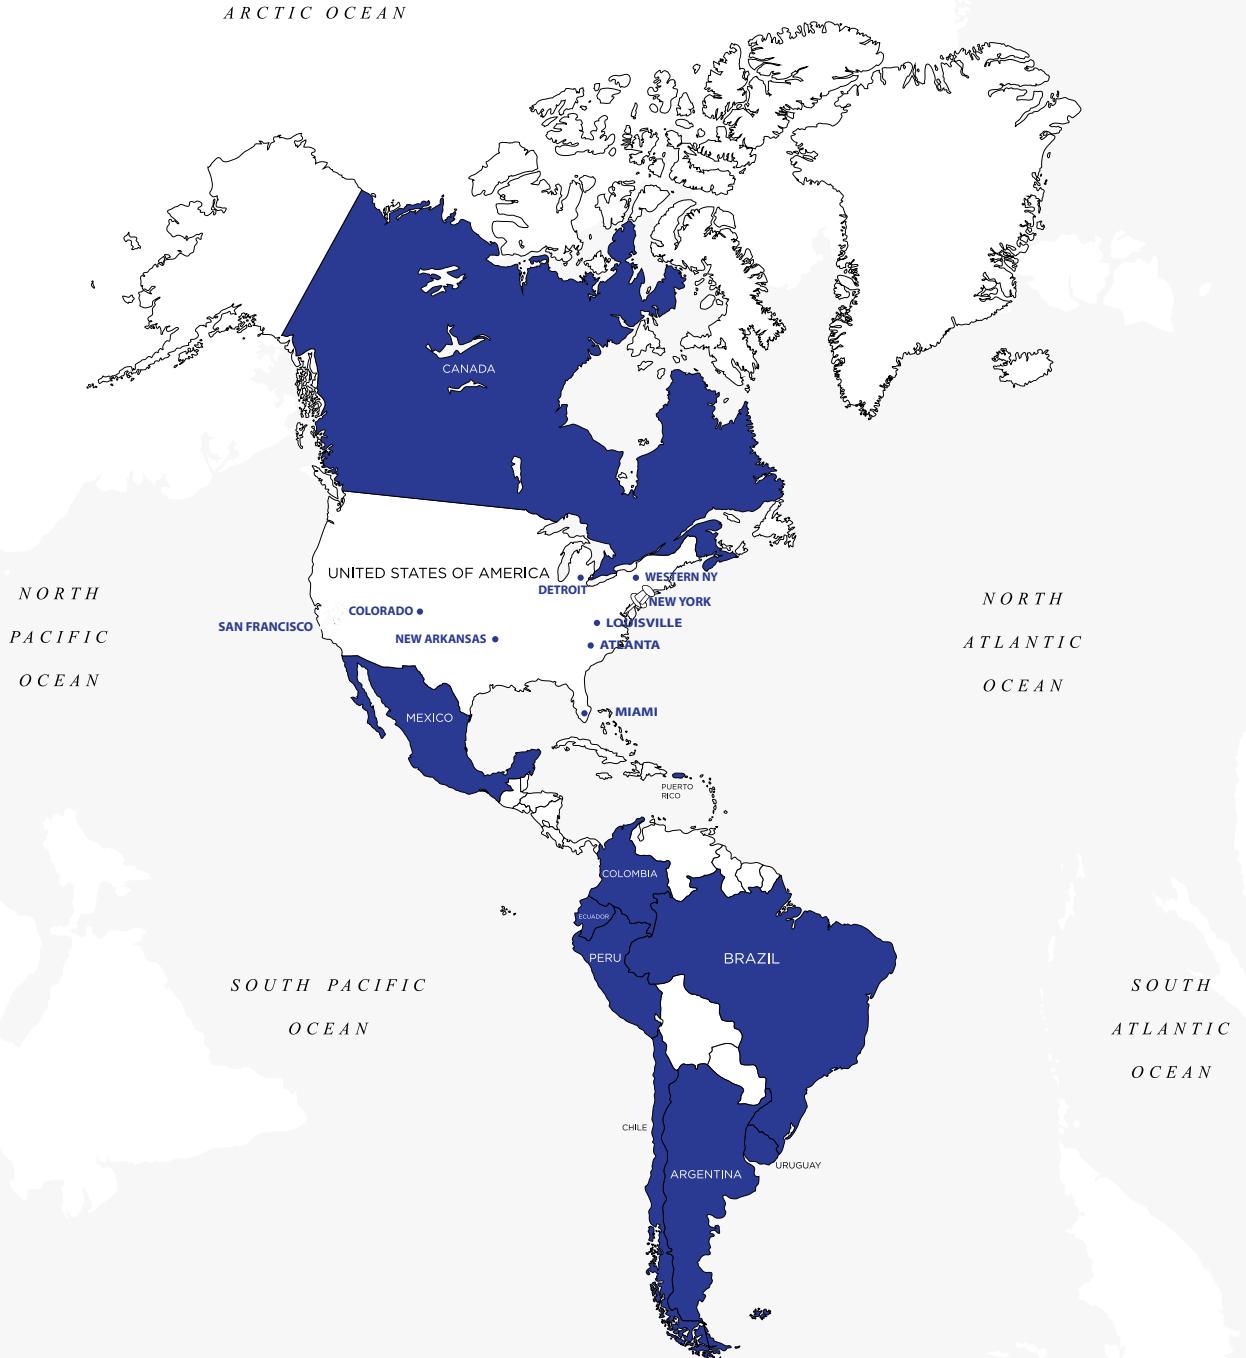 ARCTIC OCEAN
CANADA
UNITED STATES OF AMERICA
DETROIT
WESTERN NY
NEW YORK
COLORADO
LOUISVILLE
SAN FRANCISCO
NEW ARKANSAS
ATLANTA
NORTH
PACIFIC
OCEAN
NORTH
ATLANTIC
OCEAN
MIAMI
MEXICO
PUERTO
RICO
COLOMBIA
ECUADOR
PERU
BRAZIL
SOUTH PACIFIC
OCEAN
SOUTH
ATLANTIC
OCEAN
CHILE
ARGENTINA
URUGUAY